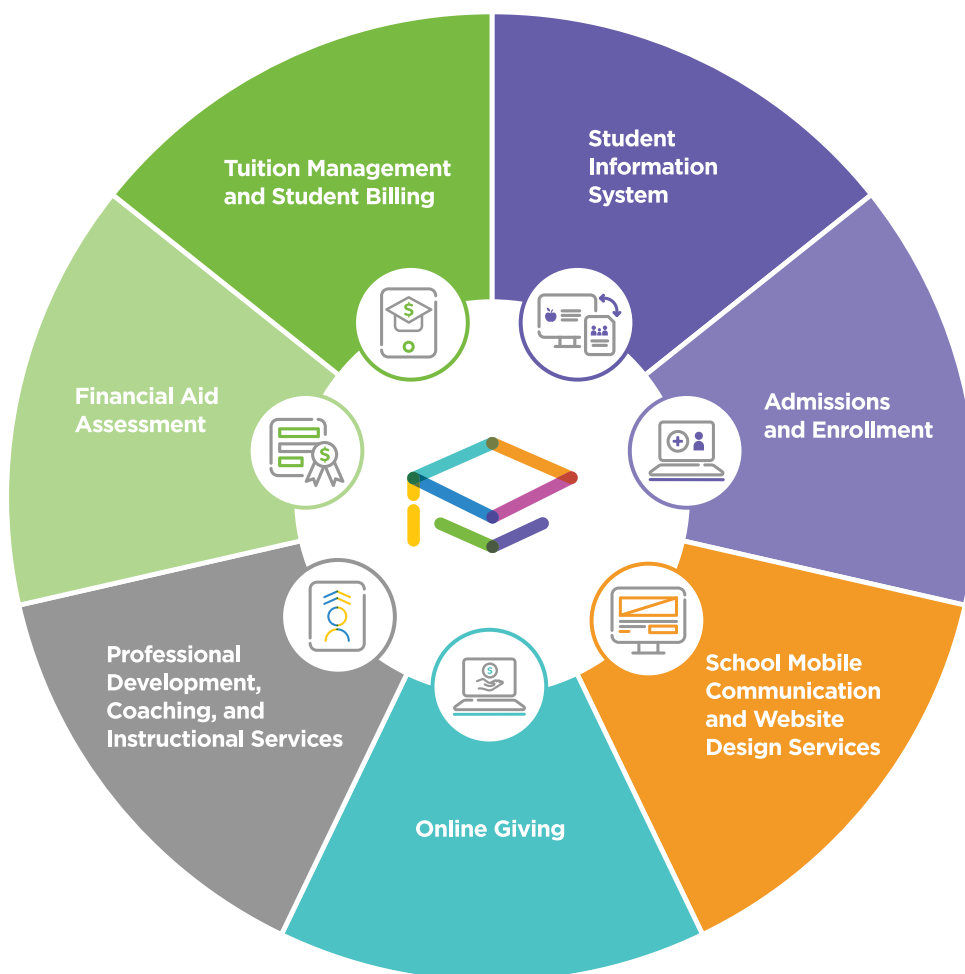 Tuition Management
and Student Billing
Student
Information
System
Admissions
and Enrollment
School Mobile
Communication
and Website
Design Services
Online Giving
Professional
Development,
Coaching, and
Instructional Services
Financial Aid
Assessment
$
$
$